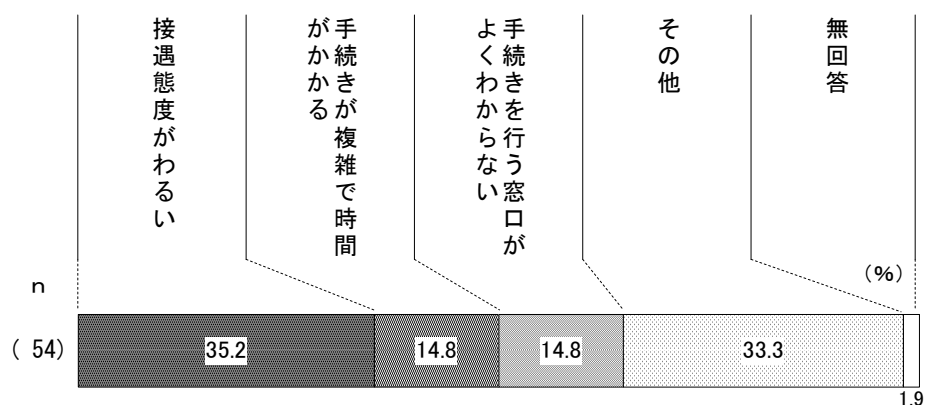 接遇態度がわるい
手続きが複雑で時間
がかかる
手続きを行う窓口が
よくわからない
その他
無回答
(%)
n
( 54)
35.2
14.8
14.8
33.3
1.9